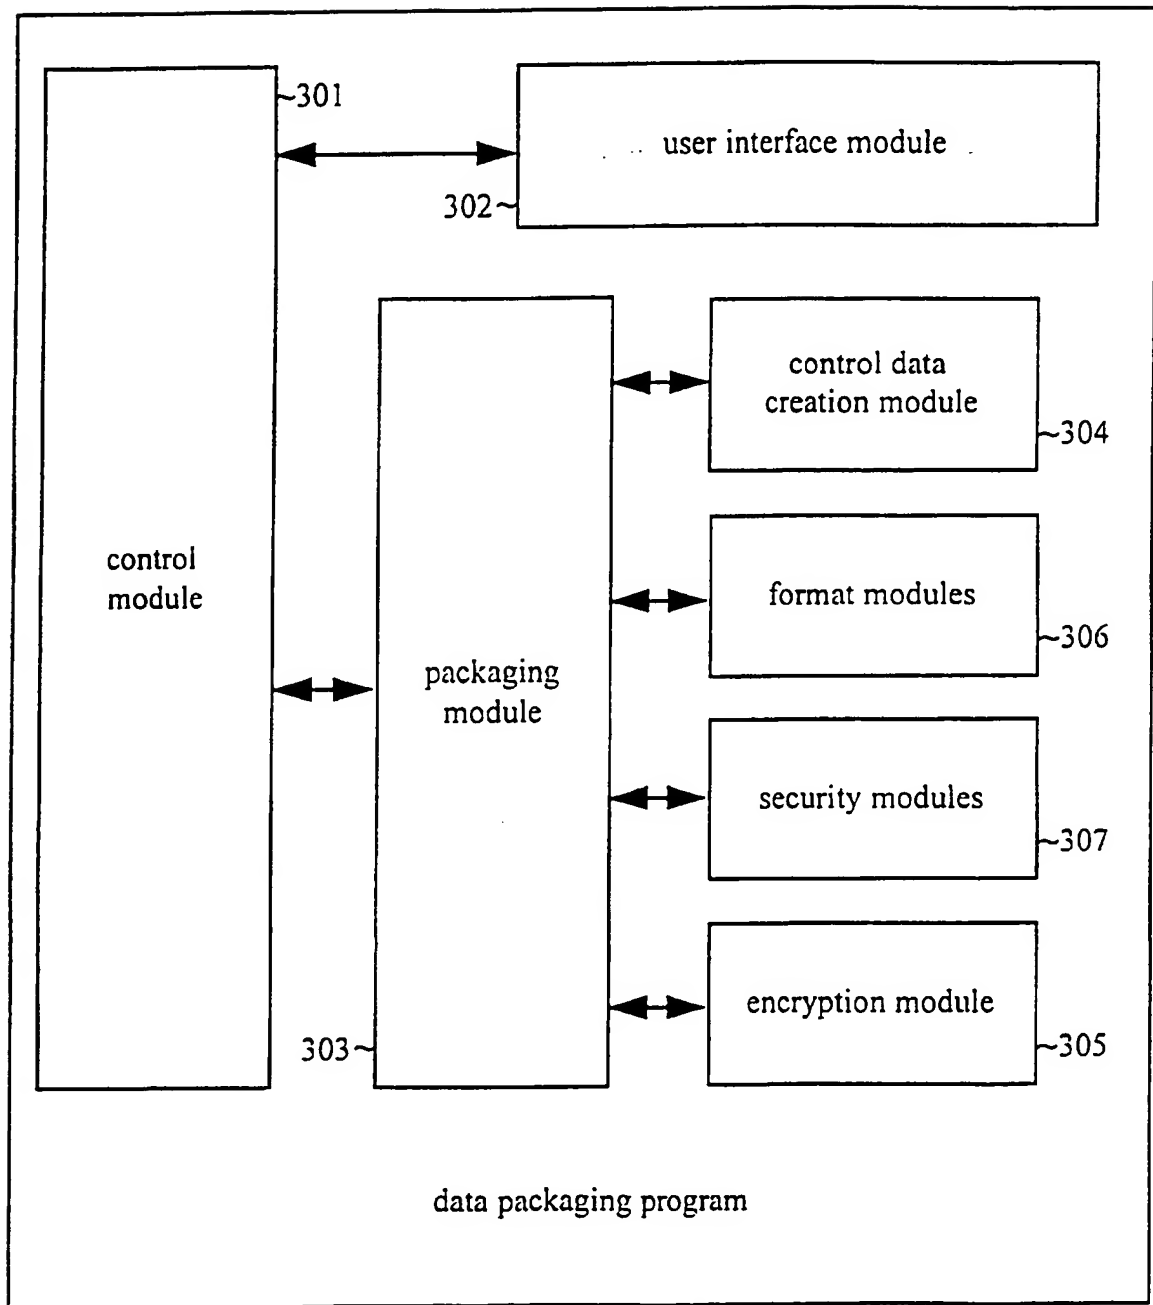 301
user interface module
302
control data
creation module
304
control
module
format modules
306
packaging
module
security modules
307
encryption module
303
305
data packaging program